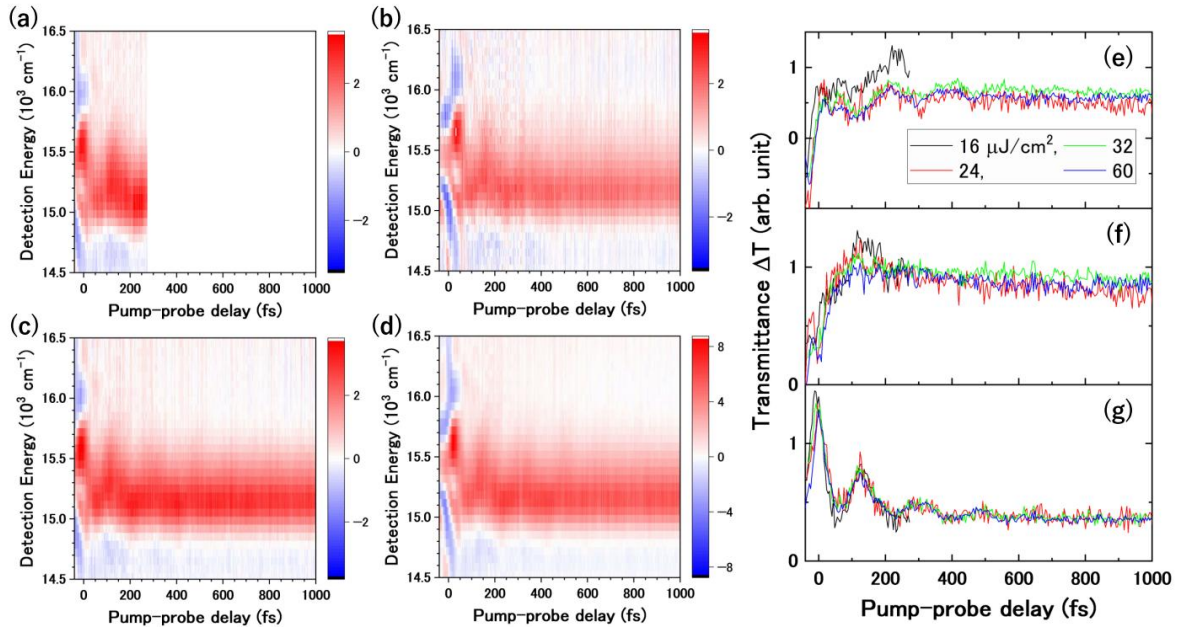 (a)
16.5
16.0
15.5
15.0
14.5
Detection Energy (10³ cm⁻¹)
0 200 400 600 800 1000
Pump-probe delay (fs)
2
0
−2
(b)
16.5
16.0
15.5
15.0
14.5
Detection Energy (10³ cm⁻¹)
0 200 400 600 800 1000
Pump-probe delay (fs)
2
0
−2
(c)
16.5
16.0
15.5
15.0
14.5
Detection Energy (10³ cm⁻¹)
0 200 400 600 800 1000
Pump-probe delay (fs)
2
0
−2
(d)
16.5
16.0
15.5
15.0
14.5
Detection Energy (10³ cm⁻¹)
0 200 400 600 800 1000
Pump-probe delay (fs)
8
6
4
2
0
−2
−4
−6
−8
Transmittance ΔT (arb. unit)
(e)
1
0
16 μJ/cm², 32
24, 60
(f)
1
0
(g)
1
0
0 200 400 600 800 1000
Pump-probe delay (fs)